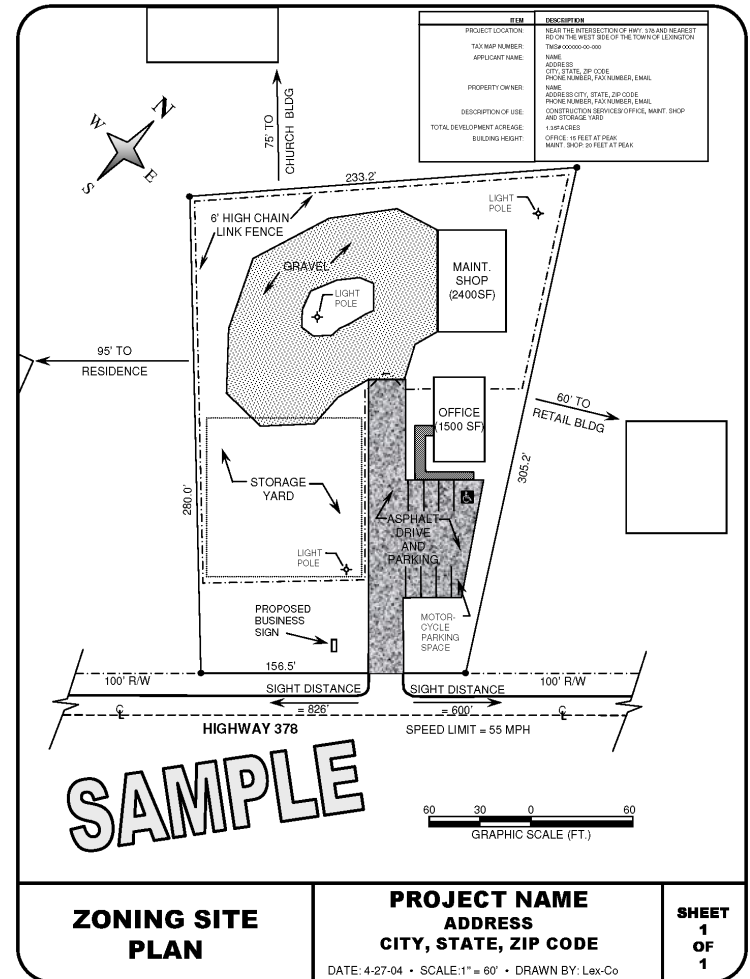 ITEM DESCRIPTION
PROJECT LOCATION: NEAR THE INTERSECTION OF HWY. 378 AND NEAREST
RD ON THE WEST SIDE OF THE TOWN OF LEXINGTON
TAX MAP NUMBER: TMS# 000000-00-000
APPLICANT NAME: NAME
ADDRESS
CITY, STATE, ZIP CODE
PHONE NUMBER, FAX NUMBER, EMAIL
PROPERTY OWNER: NAME
ADDRESS CITY, STATE, ZIP CODE
PHONE NUMBER, FAX NUMBER, EMAIL
DESCRIPTION OF USE: CONSTRUCTION SERVICES/OFFICE, MAINT. SHOP
AND STORAGE YARD
TOTAL DEVELOPMENT ACREAGE: 1.357 ACRES
BUILDING HEIGHT: OFFICE: 15 FEET AT PEAK
MAINT. SHOP: 20 FEET AT PEAK
N
W
E
S
75' TO
CHURCH BLDG
233.2'
6' HIGH CHAIN
LINK FENCE
LIGHT
POLE
GRAVEL
MAINT.
SHOP
(2400SF)
LIGHT
POLE
95' TO
RESIDENCE
60' TO
RETAIL BLDG
OFFICE
(1500 SF)
305.2'
280.0'
STORAGE
YARD
ASPHALT
DRIVE
AND
PARKING
LIGHT
POLE
PROPOSED
BUSINESS
SIGN
MOTOR-
CYCLE
PARKING
SPACE
156.5'
100' R/W
100' R/W
SIGHT DISTANCE
= 826'
SIGHT DISTANCE
= 600'
CL
CL
HIGHWAY 378
SPEED LIMIT = 55 MPH
SAMPLE
60 30 0 60
GRAPHIC SCALE (FT.)
ZONING SITE
PLAN
PROJECT NAME
ADDRESS
CITY, STATE, ZIP CODE
DATE: 4-27-04 • SCALE:1" = 60' • DRAWN BY: Lex-Co
SHEET
1
OF
1